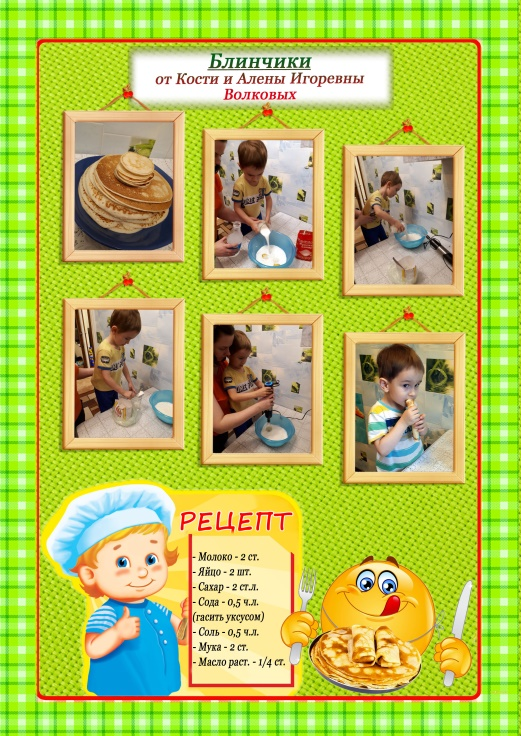 Блинчики
от Кости и Алены Игоревны
Волковых
РЕЦЕПТ
- Молоко - 2 ст.
- Яйцо - 2 шт.
- Сахар - 2 ст.л.
- Сода - 0,5 ч.л.
(гасить уксусом)
- Соль - 0,5 ч.л.
- Мука - 2 ст.
- Масло раст. - 1/4 ст.